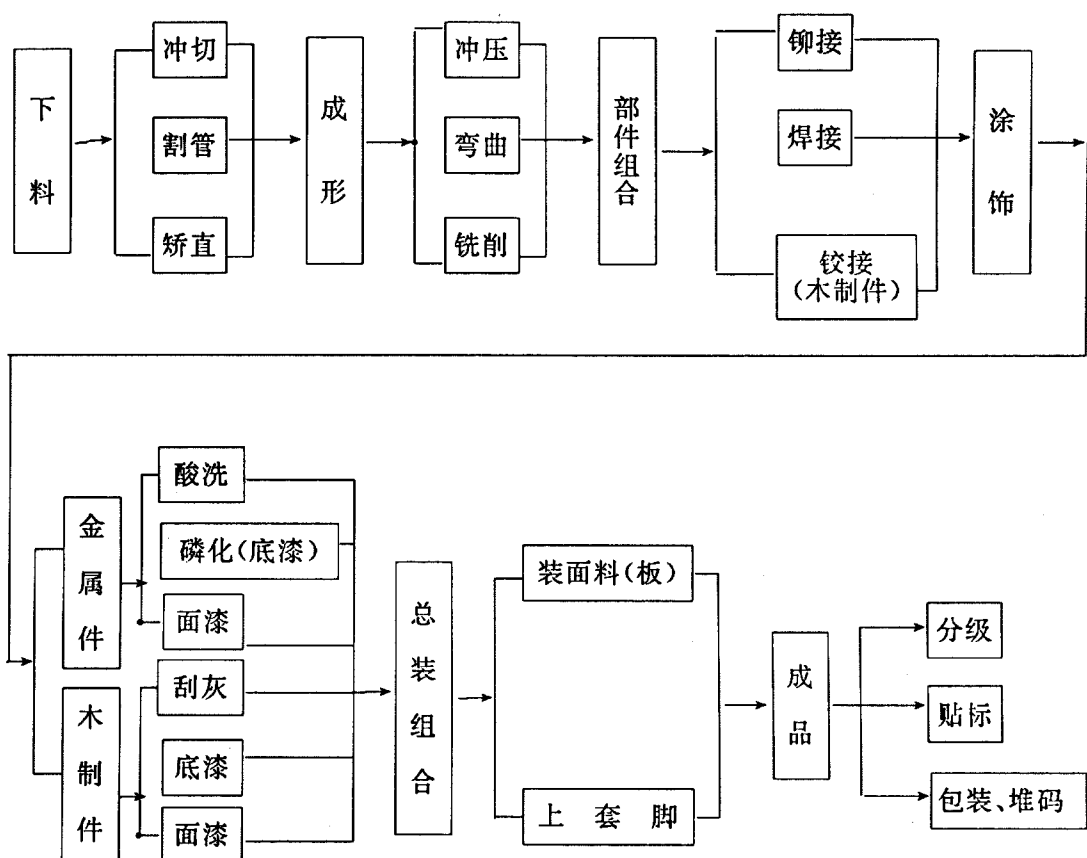 下料
冲切
割管
矫直
成形
冲压
弯曲
铣削
部件组合
铆接
焊接
铰接
(木制件)
涂饰
金属件
酸洗
磷化(底漆)
面漆
木制件
刮灰
底漆
面漆
总装组合
装面料(板)
上套脚
成品
分级
贴标
包装、堆码